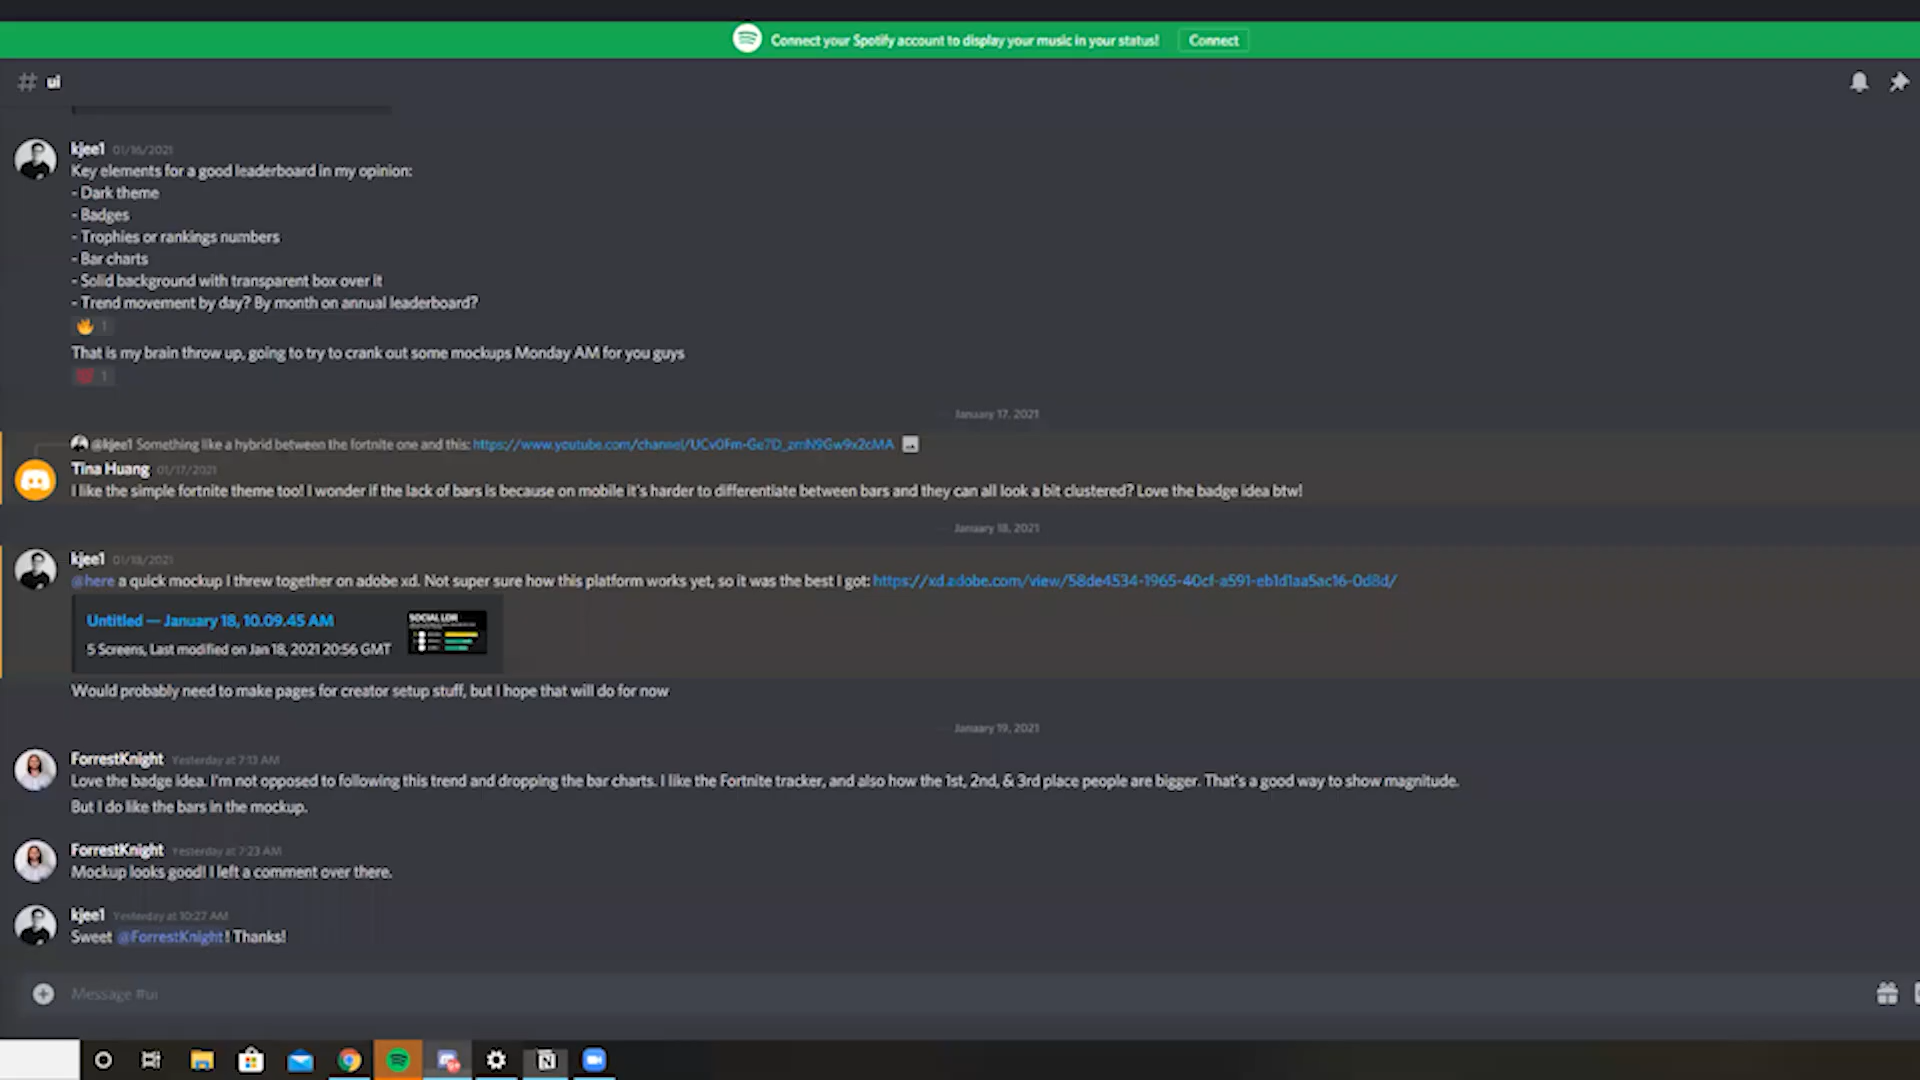 Connect your Spotify account to display your music in your status! Connect
# ui
kjee1 01/16/2021
Key elements for a good leaderboard in my opinion:
- Dark theme
- Badges
- Trophies or rankings numbers
- Bar charts
- Solid background with transparent box over it
- Trend movement by day? By month on annual leaderboard?
1
That is my brain throw up, going to try to crank out some mockups Monday AM for you guys
1
January 17, 2021
@kjee1 Something like a hybrid between the fortnite one and this: https://www.youtube.com/channel/UCv0Fm-Ge7D_zmN9Gw9x2cMA
Tina Huang 01/17/2021
I like the simple fortnite theme too! I wonder if the lack of bars is because on mobile it's harder to differentiate between bars and they can all look a bit clustered? Love the badge idea btw!
January 18, 2021
kjee1 01/18/2021
@here a quick mockup I threw together on adobe xd. Not super sure how this platform works yet, so it was the best I got: https://xd.adobe.com/view/58de4534-1965-40cf-a591-eb1d1aa5ac16-0d8d/
Untitled — January 18, 10.09.45 AM
SOCIAL LDR
5 Screens, Last modified on Jan 18, 2021 20:56 GMT
Would probably need to make pages for creator setup stuff, but I hope that will do for now
January 19, 2021
ForrestKnight Yesterday at 7:13 AM
Love the badge idea. I'm not opposed to following this trend and dropping the bar charts. I like the Fortnite tracker, and also how the 1st, 2nd, & 3rd place people are bigger. That's a good way to show magnitude.
But I do like the bars in the mockup.
ForrestKnight Yesterday at 7:23 AM
Mockup looks good! I left a comment over there.
kjee1 Yesterday at 10:27 AM
Sweet @ForrestKnight! Thanks!
Message #ui